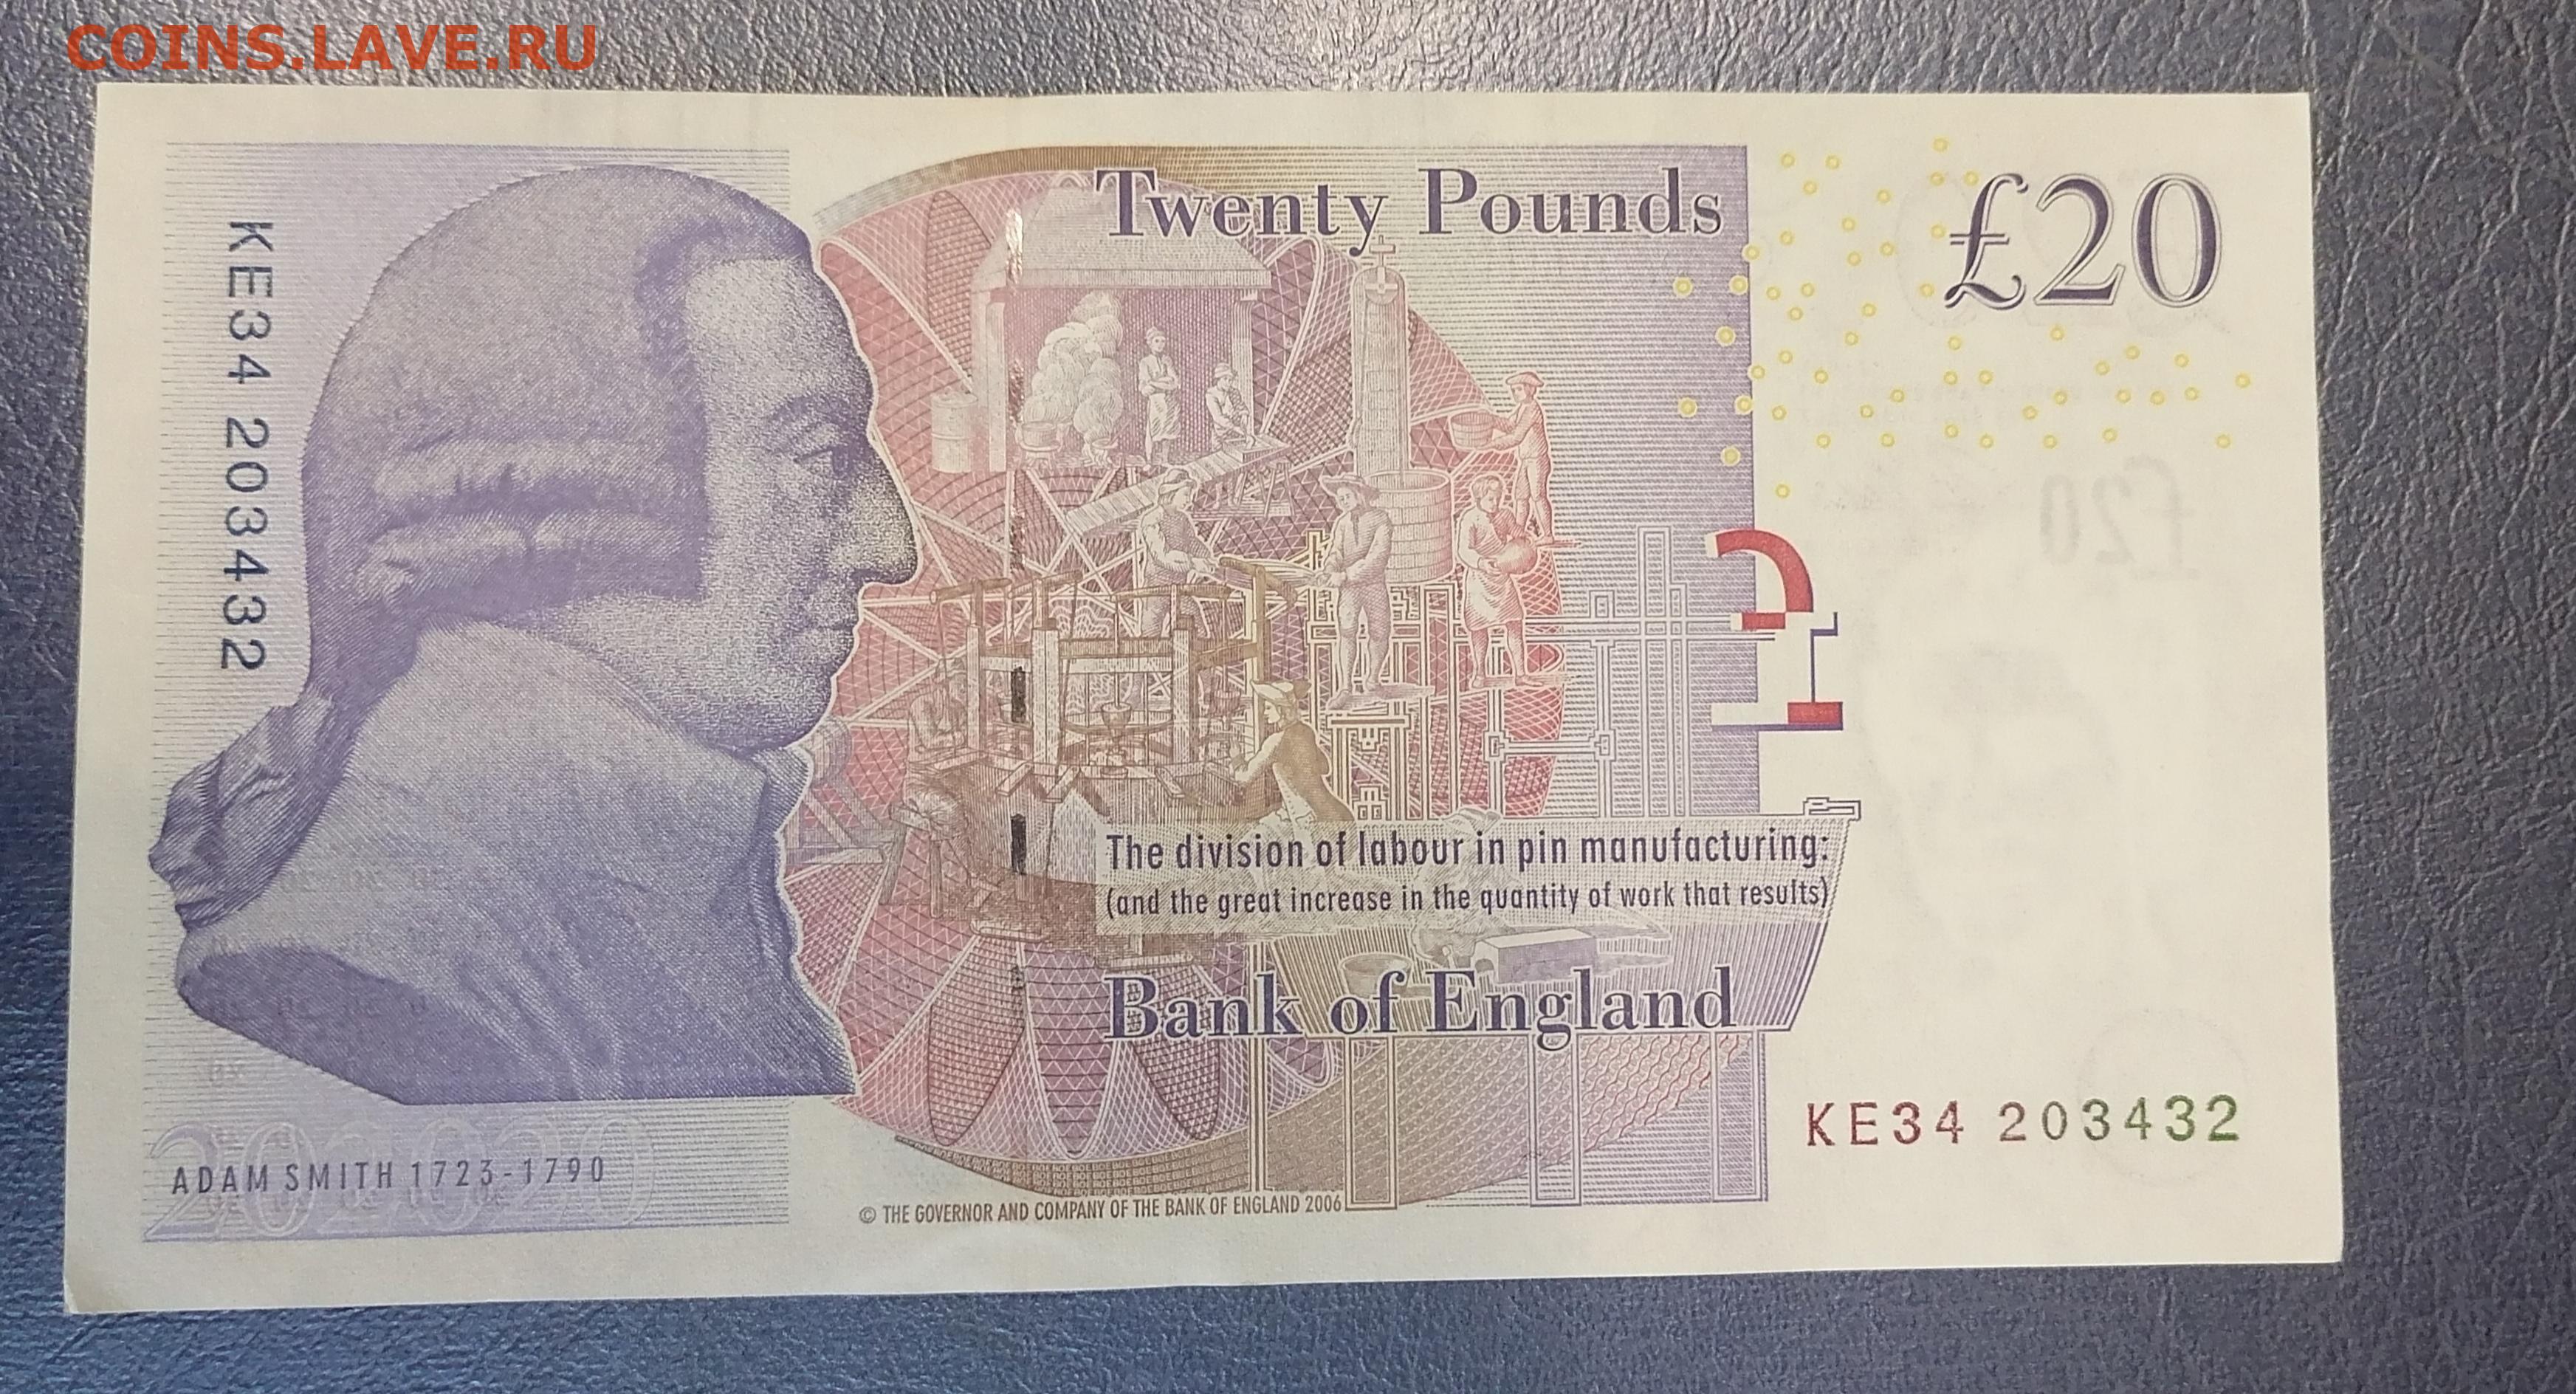 COINS.LAVE.RU
Twenty Pounds
£20
KE34 203432
£20
The division of labour in pin manufacturing:
(and the great increase in the quantity of work that results)
Bank of England
KE34 203432
202020
ADAM SMITH 1723-1790
© THE GOVERNOR AND COMPANY OF THE BANK OF ENGLAND 2006